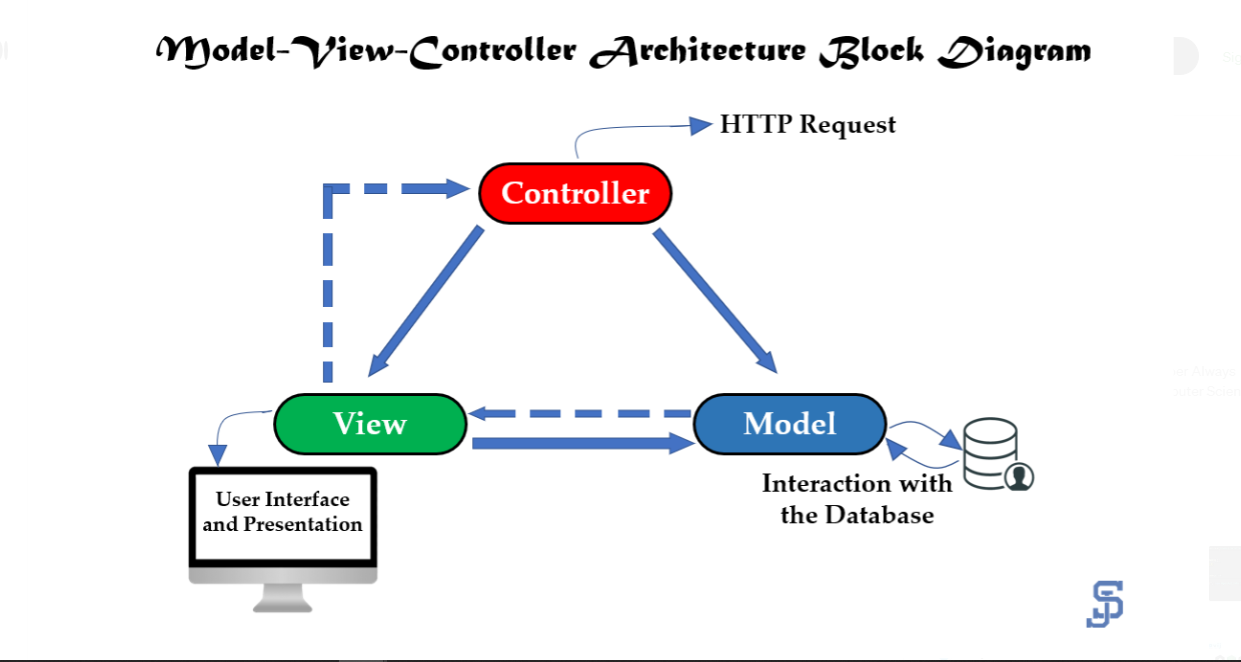 Model-View-Controller Architecture Block Diagram
HTTP Request
Controller
View
Model
User Interface
and Presentation
Interaction with
the Database